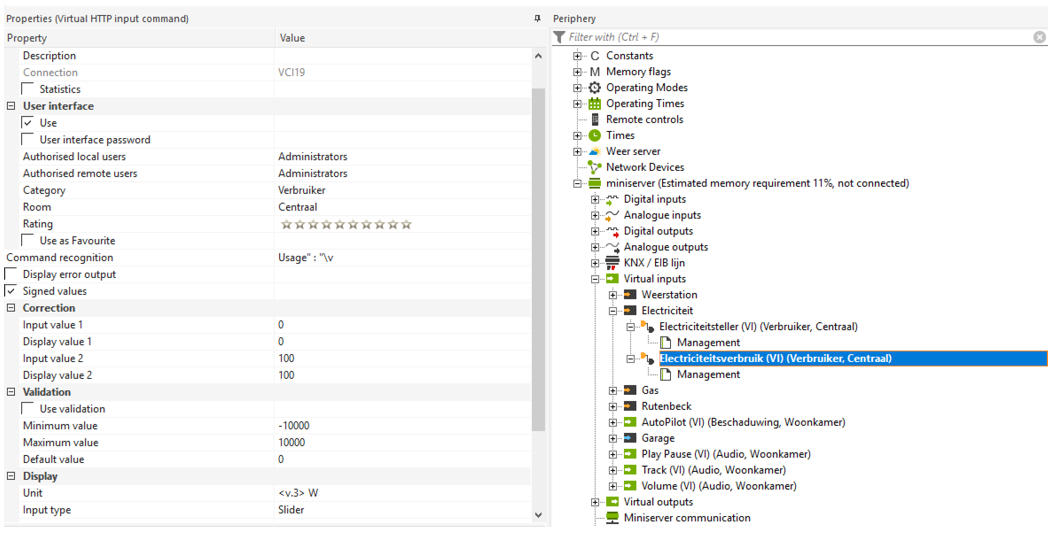 Properties (Virtual HTTP input command)
Property Value
Description
Connection VCI19
Statistics
User interface
Use
User interface password
Authorised local users Administrators
Authorised remote users Administrators
Category Verbruiker
Room Centraal
Rating
Use as Favourite
Command recognition Usage" : "\v
Display error output
Signed values
Correction
Input value 1 0
Display value 1 0
Input value 2 100
Display value 2 100
Validation
Use validation
Minimum value -10000
Maximum value 10000
Default value 0
Display
Unit <v.3> W
Input type Slider
Periphery
Filter with (Ctrl + F)
C Constants
M Memory flags
Operating Modes
Operating Times
Remote controls
Times
Weer server
Network Devices
miniserver (Estimated memory requirement 11%, not connected)
Digital inputs
Analogue inputs
Digital outputs
Analogue outputs
KNX / EIB lijn
Virtual inputs
Weerstation
Electriciteit
Electriciteitsteller (VI) (Verbruiker, Centraal)
Management
Electriciteitsverbruik (VI) (Verbruiker, Centraal)
Management
Gas
Rutenbeck
AutoPilot (VI) (Beschaduwing, Woonkamer)
Garage
Play Pause (VI) (Audio, Woonkamer)
Track (VI) (Audio, Woonkamer)
Volume (VI) (Audio, Woonkamer)
Virtual outputs
Miniserver communication